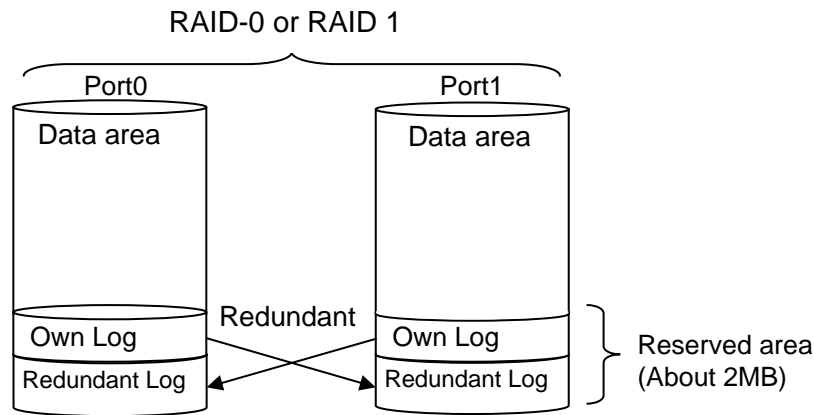 RAID-0 or RAID 1
Port0
Port1
Data area
Data area
Redundant
Own Log
Own Log
Redundant Log
Redundant Log
Reserved area
(About 2MB)